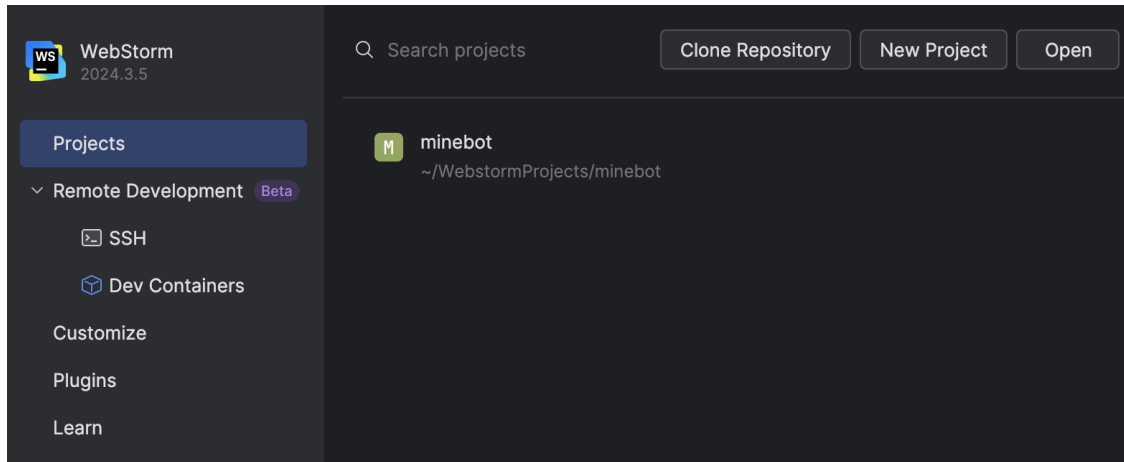 WS
WebStorm
2024.3.5
Projects
Remote Development Beta
SSH
Dev Containers
Customize
Plugins
Learn
Search projects
Clone Repository
New Project
Open
M
minebot
~/WebstormProjects/minebot